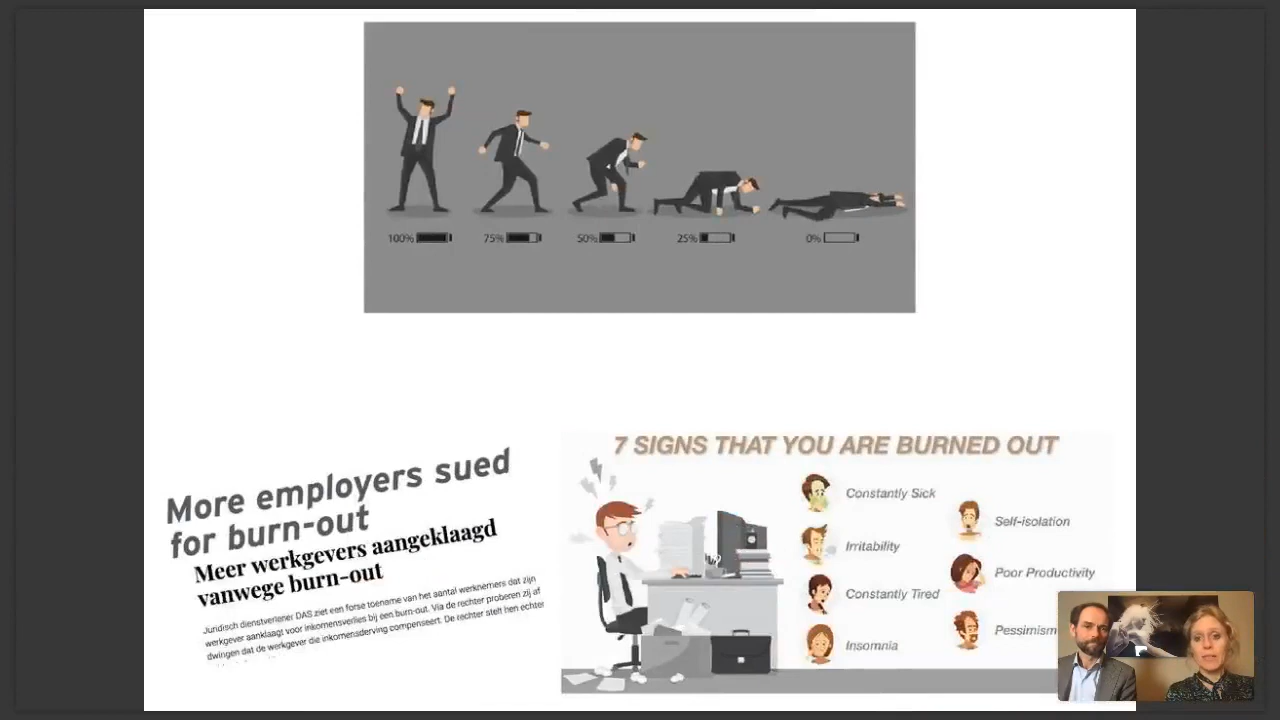 100% 75% 50% 25% 0%
More employers sued
for burn-out
Meer werkgevers aangeklaagd
vanwege burn-out
Juridisch dienstverlener DAS ziet een forse toename van het aantal werknemers dat zijn
werkgever aanklaagt voor inkomensverlies bij een burn-out. Via de rechter proberen zij af
dwingen dat de werkgever die inkomensderving compenseert. De rechter stelt hen echter
7 SIGNS THAT YOU ARE BURNED OUT
Constantly Sick
Irritability
Constantly Tired
Insomnia
Self-isolation
Poor Productivity
Pessimism